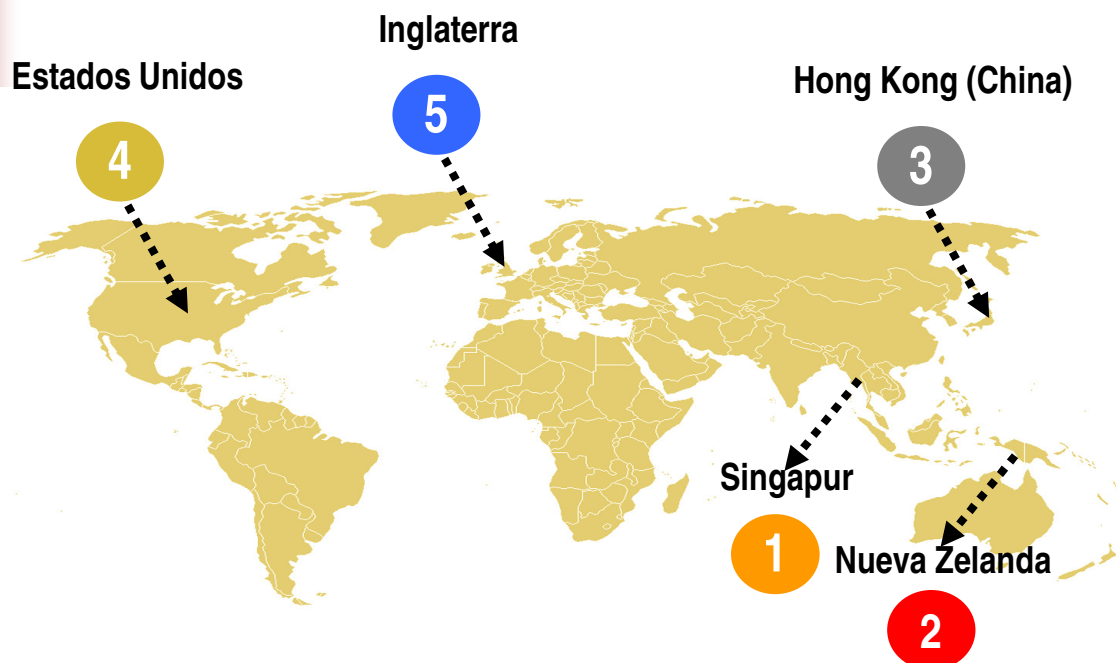 Inglaterra
5
Estados Unidos
4
Hong Kong (China)
3
Singapur
1
Nueva Zelanda
2